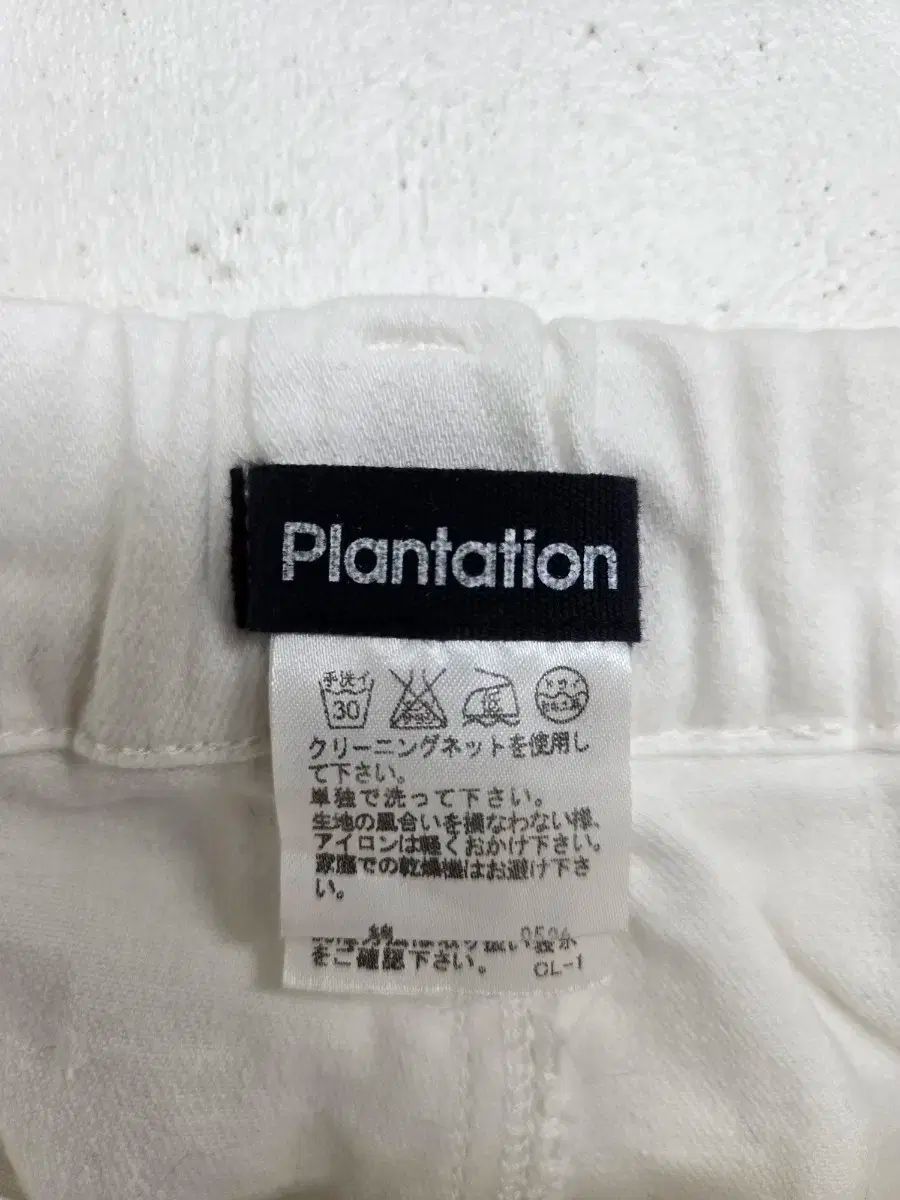 Plantation
手洗イ
30
クリーニングネットを使用し
て下さい。
単独で洗って下さい。
生地の風合いを損なわない様、
アイロンは軽くおかけ下さい。
家庭での乾燥機はお避け下さ
い。
をご確認下さい。 CL-1